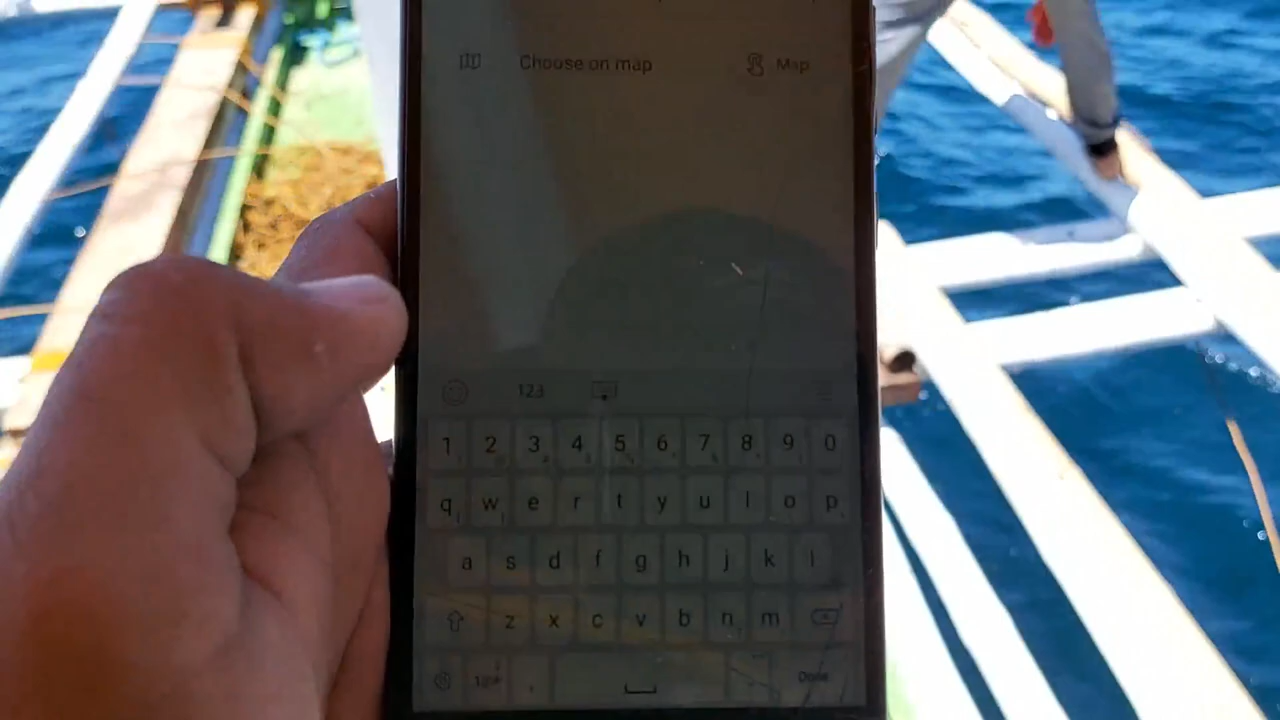 Choose on map Map
123
1 2 3 4 5 6 7 8 9 0
q w e r t y u I o p
a s d f g h j k l
z x c v b n m
Done